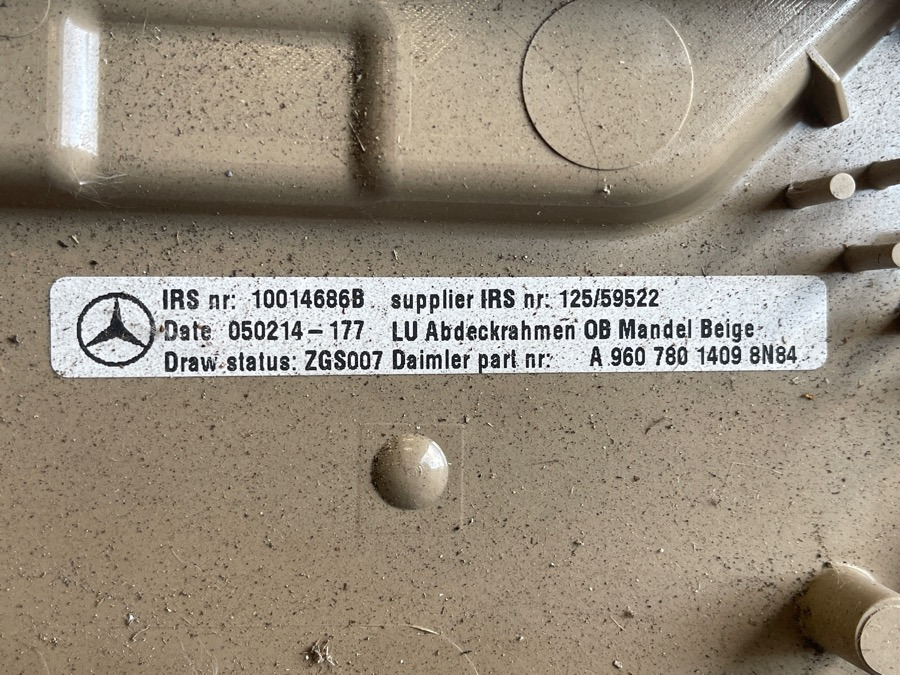 IRS nr: 10014686B supplier IRS nr: 125/59522
Date 050214-177 LU Abdeckrahmen OB Mandel Beige
Draw status: ZGS007 Daimler part nr: A 960 780 1409 8N84